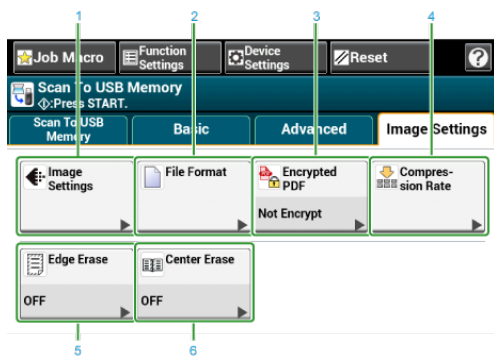 1 2 3 4
Job Macro
Function
Settings
Device
Settings
Reset
?
Scan To USB Memory
:Press START.
Scan To USB
Memory
Basic
Advanced
Image Settings
Image
Settings
File Format
Encrypted
PDF
Not Encrypt
Compres-
sion Rate
Edge Erase
OFF
Center Erase
OFF
5 6